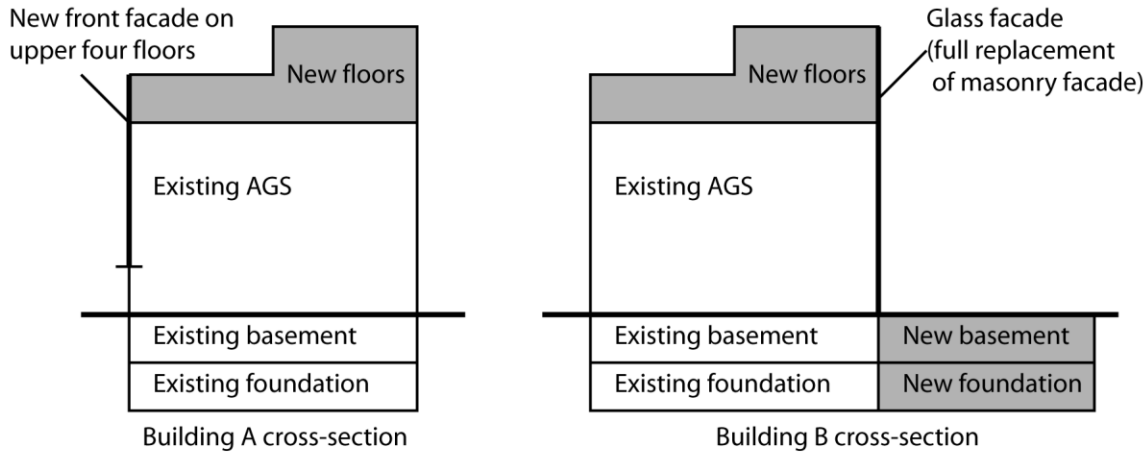 New front facade on
upper four floors
New floors
Existing AGS
Existing basement
Existing foundation
Building A cross-section
Glass facade
(full replacement
of masonry facade)
New floors
Existing AGS
Existing basement
New basement
Existing foundation
New foundation
Building B cross-section